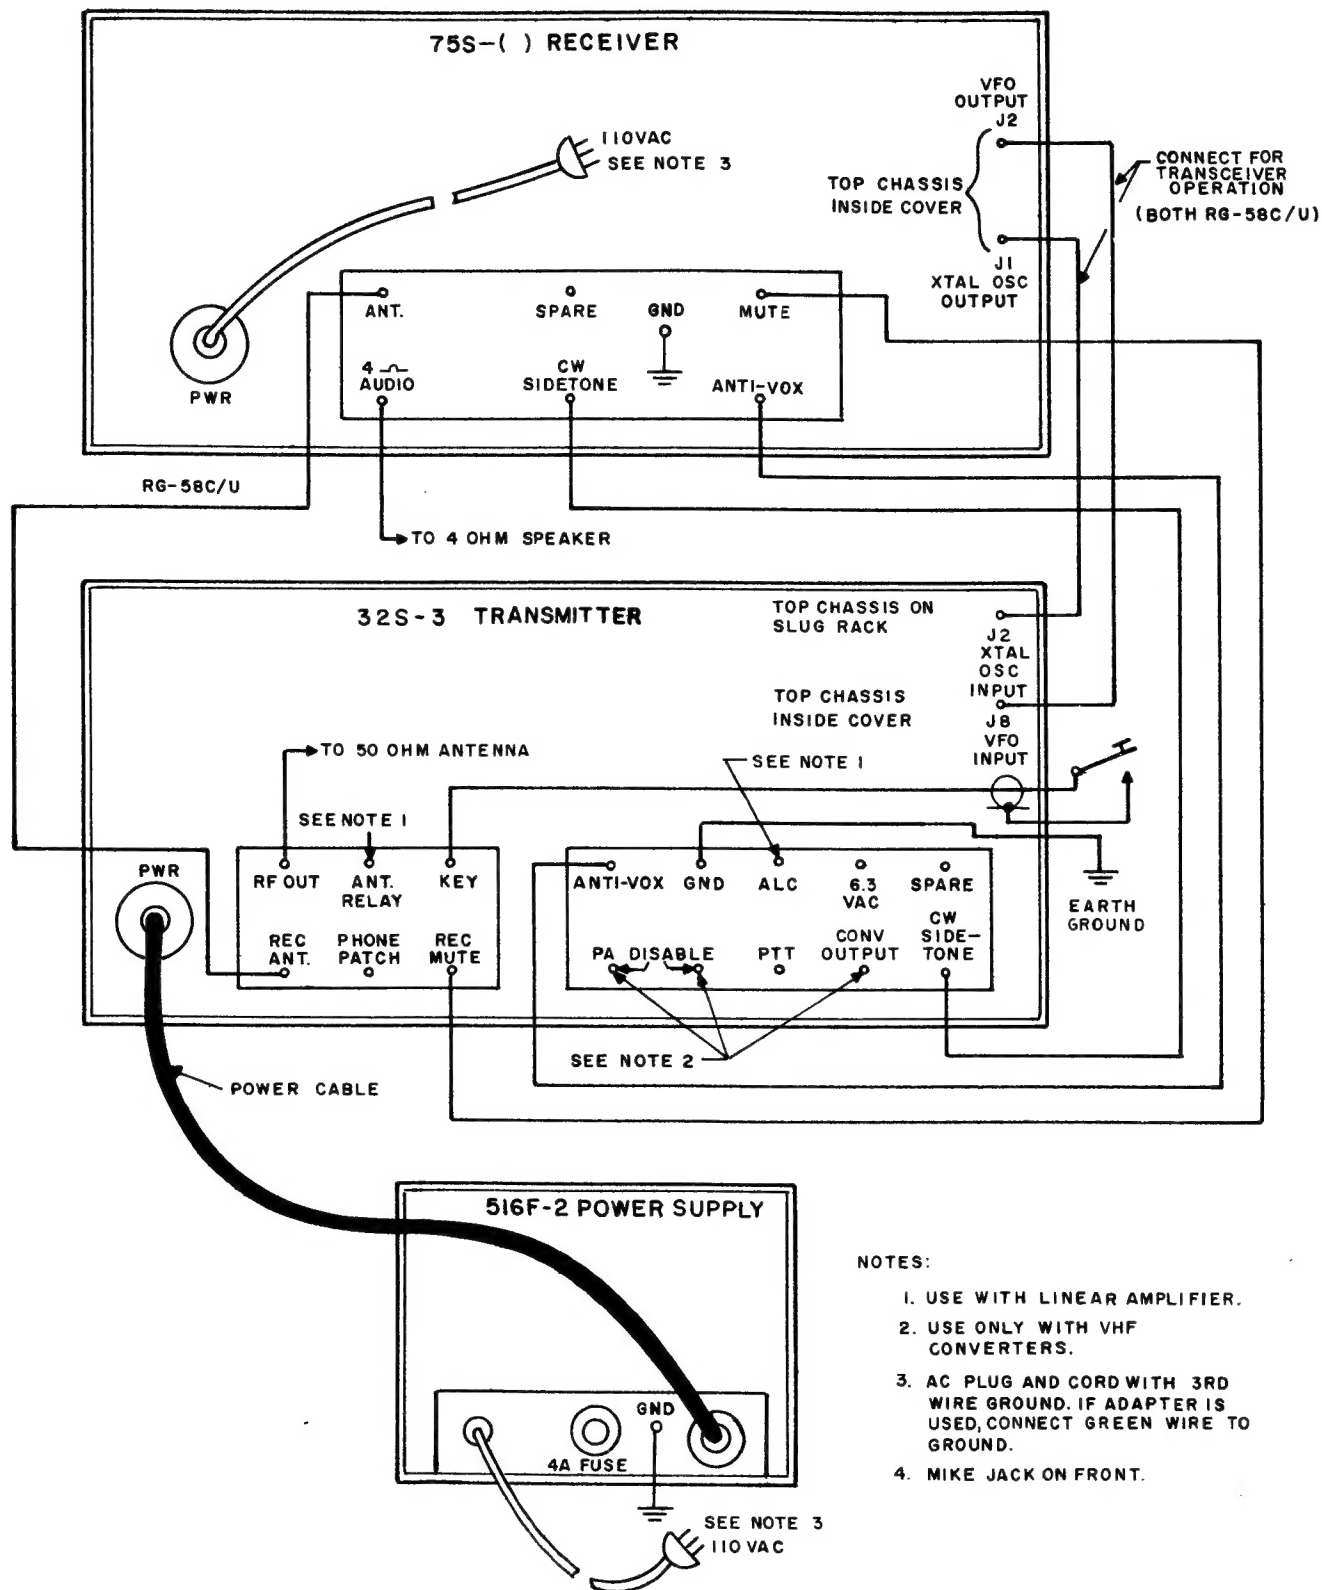 75S-( ) RECEIVER
VFO
OUTPUT
J2
110VAC
SEE NOTE 3
TOP CHASSIS
INSIDE COVER
CONNECT FOR
TRANSCEIVER
OPERATION
(BOTH RG-58C/U)
J1
XTAL OSC
OUTPUT
ANT.
SPARE
GND
MUTE
4
AUDIO
CW
SIDETONE
ANTI-VOX
PWR
RG-58C/U
TO 4 OHM SPEAKER
32S-3 TRANSMITTER
TOP CHASSIS ON
SLUG RACK
J2
XTAL
OSC
INPUT
TOP CHASSIS
INSIDE COVER
J8
VFO
INPUT
TO 50 OHM ANTENNA
SEE NOTE 1
SEE NOTE 1
PWR
RF OUT
ANT.
RELAY
KEY
REC
ANT.
PHONE
PATCH
REC
MUTE
ANTI-VOX
GND
ALC
6.3
VAC
SPARE
PA DISABLE
PTT
CONV
OUTPUT
CW
SIDE-
TONE
EARTH
GROUND
SEE NOTE 2
POWER CABLE
516F-2 POWER SUPPLY
GND
4A FUSE
SEE NOTE 3
110VAC
NOTES:
1. USE WITH LINEAR AMPLIFIER.
2. USE ONLY WITH VHF
CONVERTERS.
3. AC PLUG AND CORD WITH 3RD
WIRE GROUND. IF ADAPTER IS
USED, CONNECT GREEN WIRE TO
GROUND.
4. MIKE JACK ON FRONT.